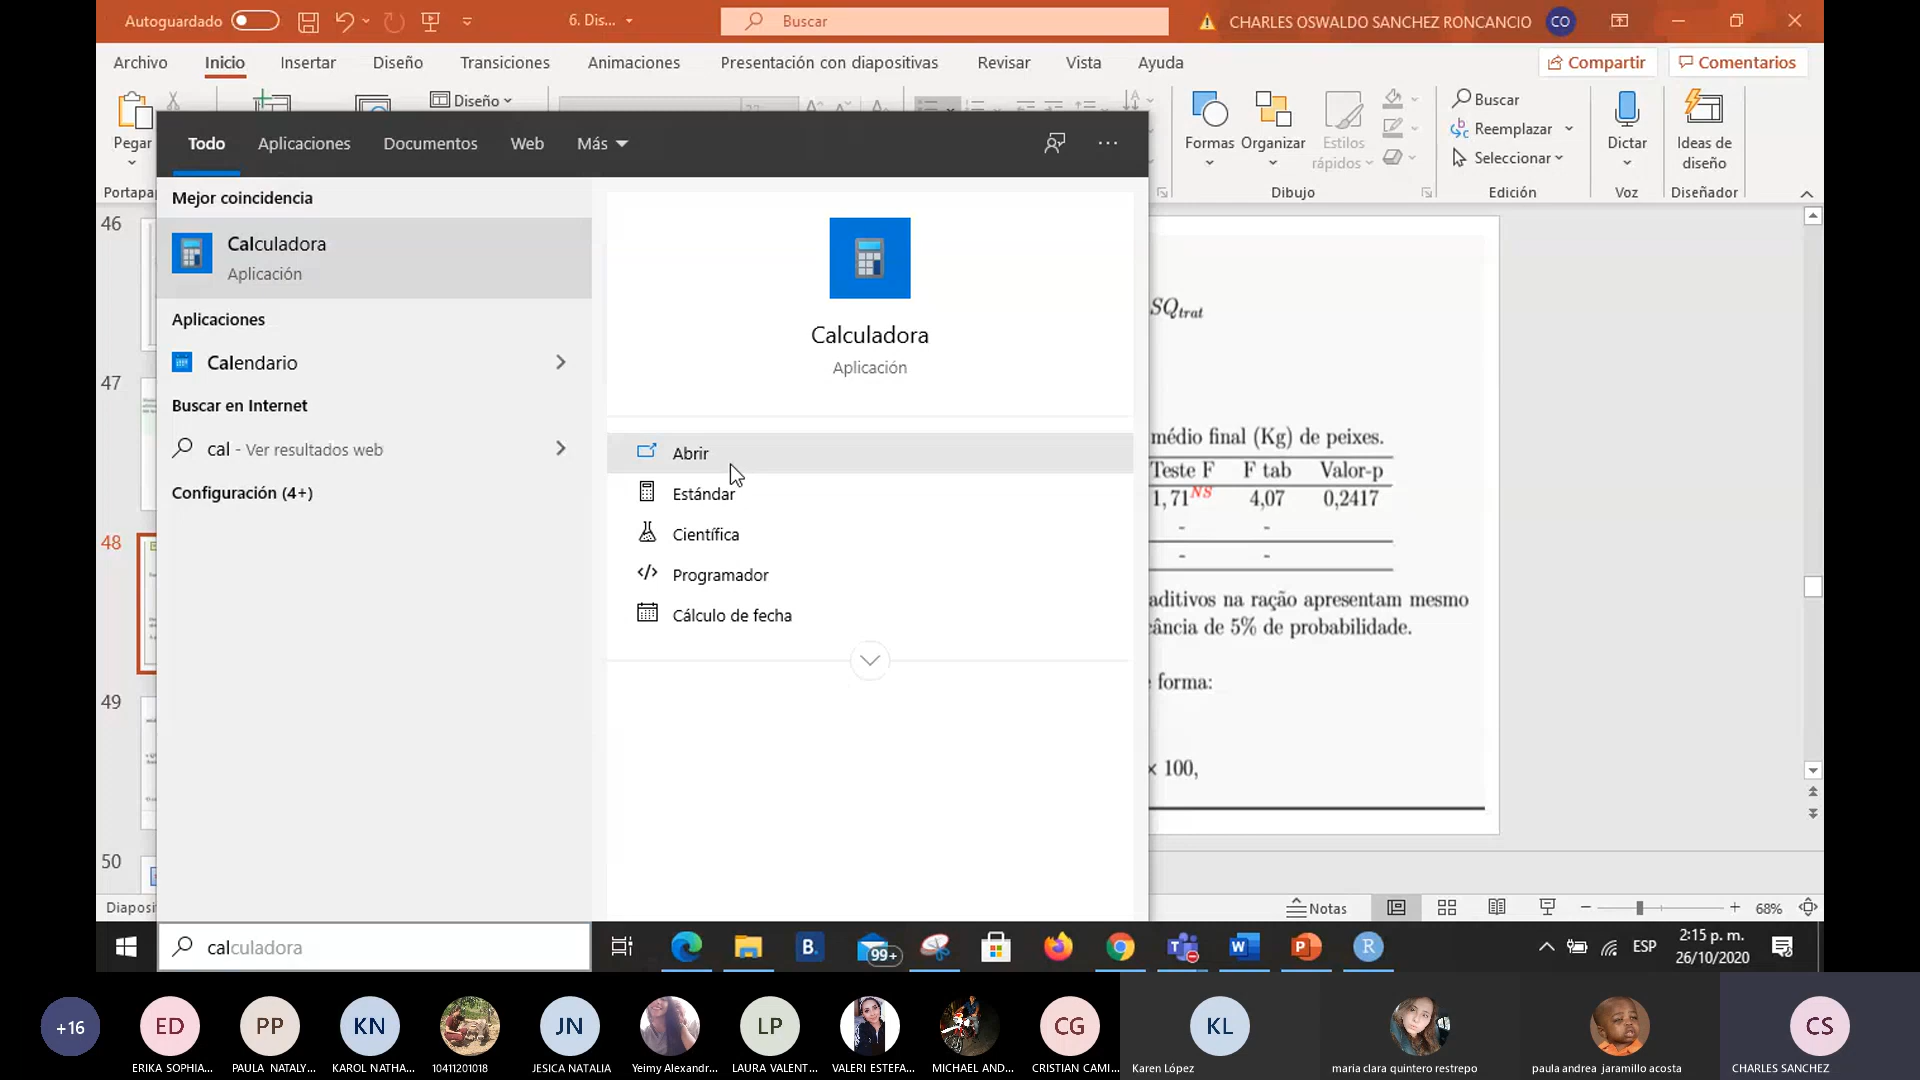 Autoguardado
6. Dis...
Buscar
CHARLES OSWALDO SANCHEZ RONCANCIO
CO
Archivo
Inicio
Insertar
Diseño
Transiciones
Animaciones
Presentación con diapositivas
Revisar
Vista
Ayuda
Compartir
Comentarios
Pegar
Diseño
Formas
Organizar
Estilos
rápidos
Buscar
Reemplazar
Seleccionar
Dictar
Ideas de
diseño
Dibujo
Edición
Voz
Diseñador
Todo
Aplicaciones
Documentos
Web
Más
Mejor coincidencia
Calculadora
Aplicación
Aplicaciones
Calendario
Buscar en Internet
cal - Ver resultados web
Configuración (4+)
Calculadora
Aplicación
Abrir
Estándar
Científica
Programador
Cálculo de fecha
46
47
48
49
50
SQtrat
médio final (Kg) de peixes.
Teste F F tab Valor-p
1,71NS 4,07 0,2417
- -
- -
aditivos na ração apresentam mesmo
cância de 5% de probabilidade.
forma:
× 100,
Notas
68%
calculadora
99+
ESP
2:15 p. m.
26/10/2020
+16
ED
PP
KN
JN
LP
CG
KL
CS
ERIKA SOPHIA...
PAULA NATALY...
KAROL NATHA...
10411201018
JESICA NATALIA
Yeimy Alexandr...
LAURA VALENT...
VALERI ESTEFA...
MICHAEL AND...
CRISTIAN CAMI...
Karen López
maria clara quintero restrepo
paula andrea jaramillo acosta
CHARLES SANCHEZ